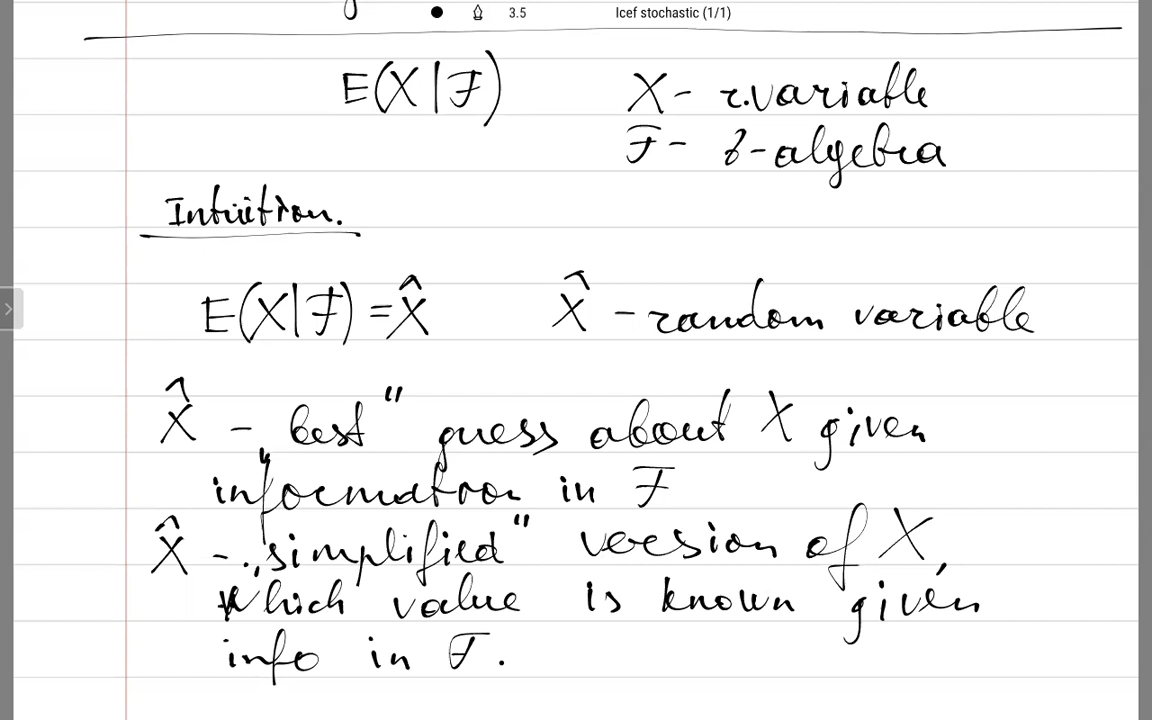 3.5 Icef stochastic (1/1)
E(X|F) X - r.variable
F - σ-algebra
Intuition.
E(X|F) = X̂ X̂ - random variable
X̂ - „best" guess about X given
information in F
X̂ - „simplified" version of X,
which value is known given
info in F.